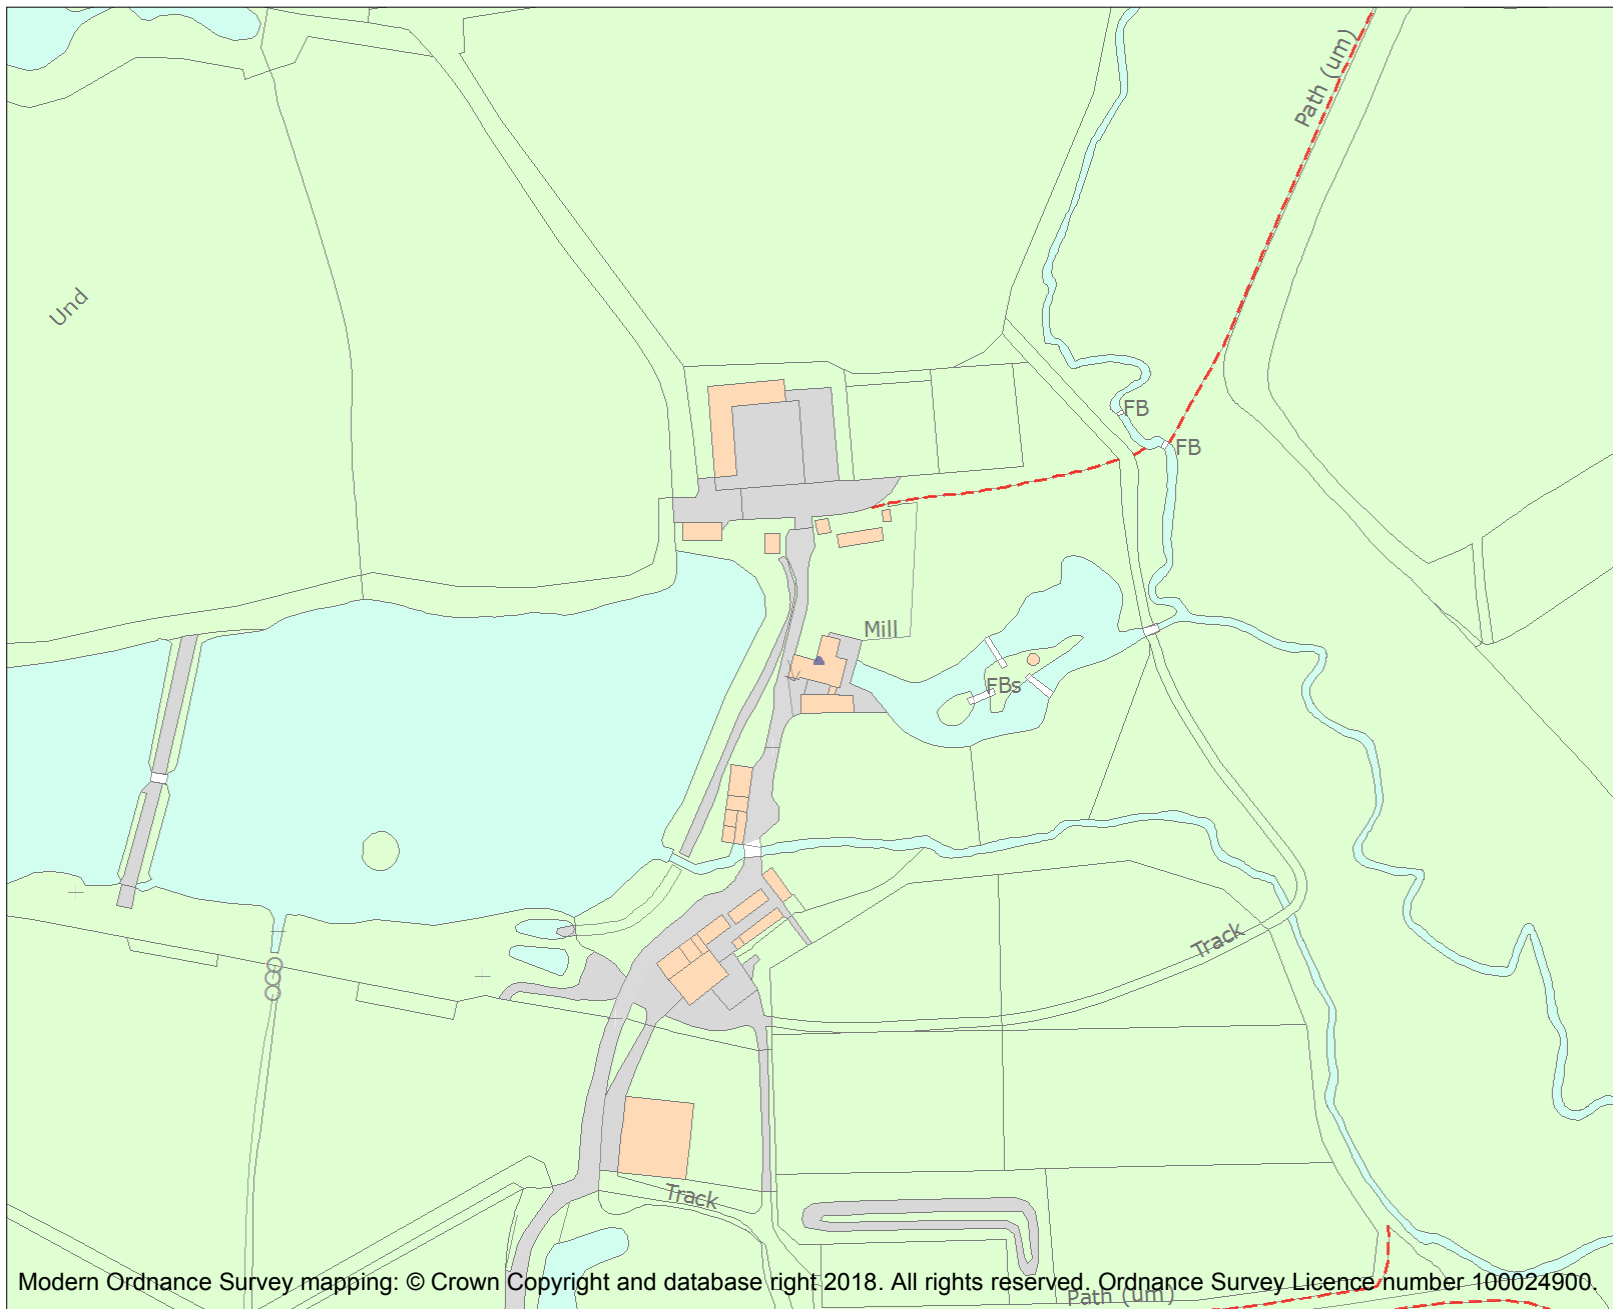 Path (um)
Und
FB
FB
Mill
FBs
Track
Track
Modern Ordnance Survey mapping: © Crown Copyright and database right 2018. All rights reserved. Ordnance Survey Licence number 100024900.
Path (um)